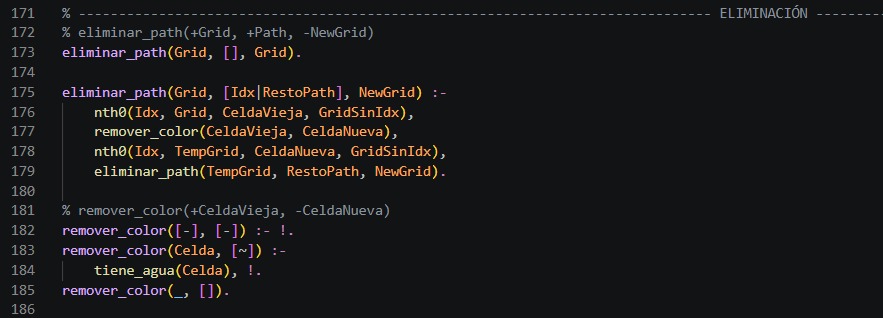 171 % ---------------------------------------------------------------------------- ELIMINACIÓN --------
172 % eliminar_path(+Grid, +Path, -NewGrid)
173 eliminar_path(Grid, [], Grid).
174
175 eliminar_path(Grid, [Idx|RestoPath], NewGrid) :-
176     nth0(Idx, Grid, CeldaVieja, GridSinIdx),
177     remover_color(CeldaVieja, CeldaNueva),
178     nth0(Idx, TempGrid, CeldaNueva, GridSinIdx),
179     eliminar_path(TempGrid, RestoPath, NewGrid).
180
181 % remover_color(+CeldaVieja, -CeldaNueva)
182 remover_color([-], [-]) :- !.
183 remover_color(Celda, [~]) :-
184     tiene_agua(Celda), !.
185 remover_color(_, []).
186